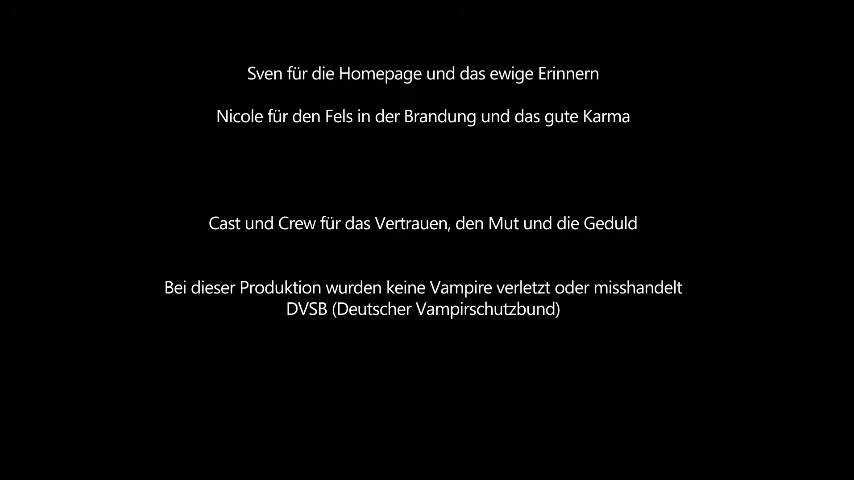 Sven für die Homepage und das ewige Erinnern
Nicole für den Fels in der Brandung und das gute Karma
Cast und Crew für das Vertrauen, den Mut und die Geduld
Bei dieser Produktion wurden keine Vampire verletzt oder misshandelt
DVSB (Deutscher Vampirschutzbund)